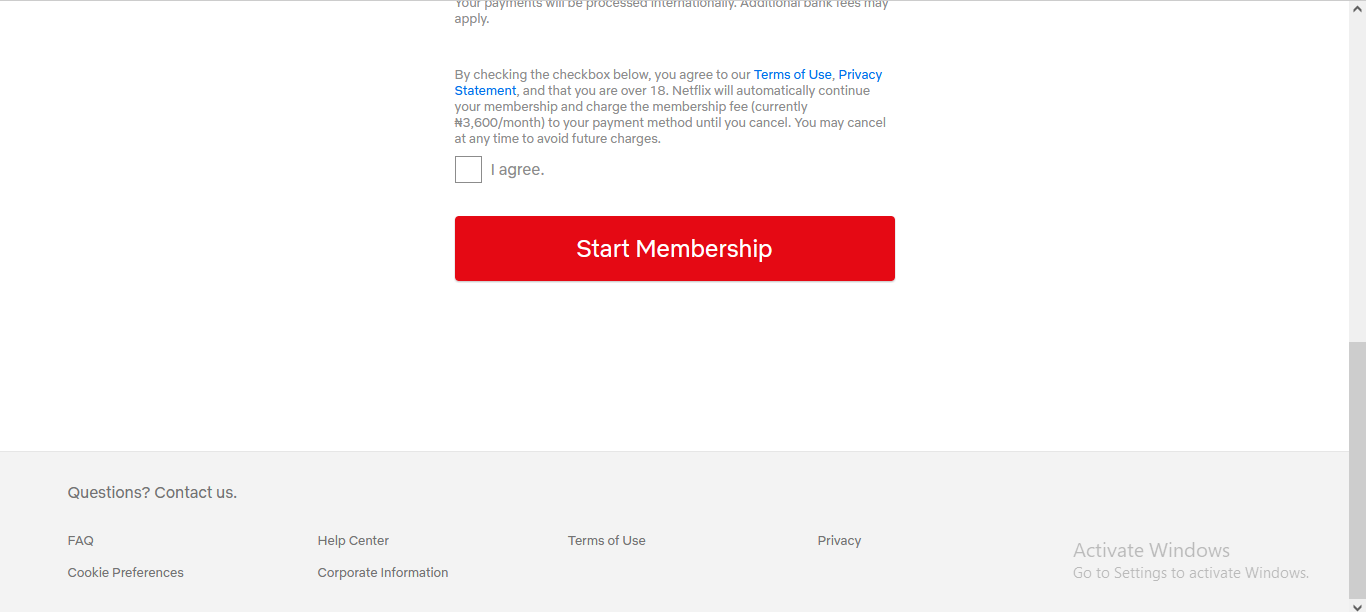 Your payments will be processed internationally. Additional bank fees may
apply.
By checking the checkbox below, you agree to our Terms of Use, Privacy
Statement, and that you are over 18. Netflix will automatically continue
your membership and charge the membership fee (currently
₦3,600/month) to your payment method until you cancel. You may cancel
at any time to avoid future charges.
I agree.
Start Membership
Questions? Contact us.
FAQ
Help Center
Terms of Use
Privacy
Cookie Preferences
Corporate Information
Activate Windows
Go to Settings to activate Windows.